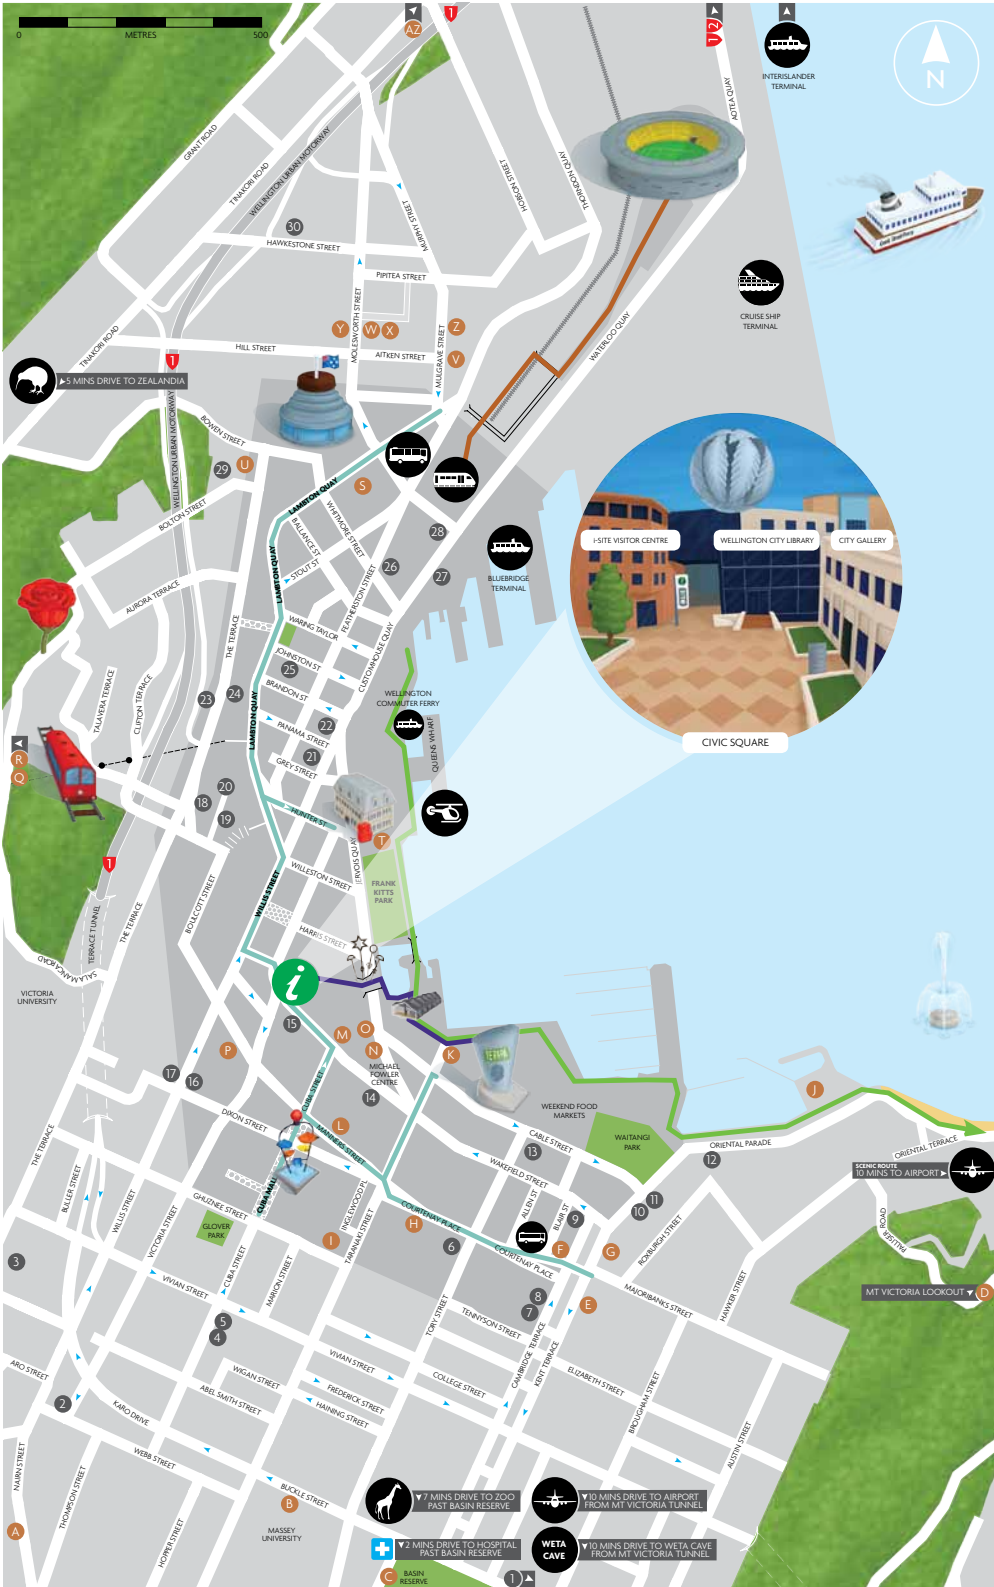 0
METRES
500
AZ
1
1
2
INTERISLANDER
TERMINAL
N
AOTEA QUAY
GRANT ROAD
TINAKORI ROAD
WELLINGTON URBAN MOTORWAY
HOBSON STREET
THORNDON QUAY
MURPHY STREET
30
HAWKESTONE STREET
PIPITEA STREET
CRUISE SHIP
TERMINAL
MOLESWORTH STREET
Y
W
X
Z
V
MULGRAVE STREET
WATERLOO QUAY
TINAKORI ROAD
HILL STREET
AITKEN STREET
1
5 MINS DRIVE TO ZEALANDIA
WELLINGTON URBAN MOTORWAY
BOWEN STREET
29
U
S
LAMBTON QUAY
BOLTON STREET
WHITMORE STREET
BALLANCE ST
STOUT ST
28
26
27
BLUEBRIDGE
TERMINAL
I-SITE VISITOR CENTRE
WELLINGTON CITY LIBRARY
CITY GALLERY
CIVIC SQUARE
LAMBTON QUAY
FEATHERSTON STREET
AURORA TERRACE
THE TERRACE
WARING TAYLOR
JOHNSTON ST
25
BRANDON ST
CUSTOMHOUSE QUAY
TALAVERA TERRACE
CLIFTON TERRACE
23
24
LAMBTON QUAY
22
PANAMA STREET
21
GREY STREET
WELLINGTON
COMMUTER FERRY
QUEENS WHARF
R
Q
20
18
19
HUNTER ST
T
JERVOIS QUAY
1
WILLESTON STREET
FRANK
KITTS
PARK
BOULCOTT STREET
WILLIS STREET
HARRIS STREET
THE TERRACE
TERRACE TUNNEL
SALAMANCA ROAD
VICTORIA
UNIVERSITY
i
15
M
O
N
P
MICHAEL
FOWLER
CENTRE
K
TE PAPA
J
17
16
14
CUBA STREET
L
DIXON STREET
MANNERS STREET
WEEKEND FOOD
MARKETS
WAITANGI
PARK
CABLE STREET
13
WAKEFIELD STREET
ORIENTAL PARADE
12
ORIENTAL TERRACE
SCENIC ROUTE
10 MINS TO AIRPORT
THE TERRACE
BULLER STREET
WILLIS STREET
VICTORIA STREET
GHUZNEE STREET
CUBA MALL
GLOVER
PARK
INGLEWOOD PL
TARANAKI STREET
COURTENAY PLACE
H
I
6
ALLEN ST
BLAIR ST
9
F
G
11
10
ROXBURGH STREET
COURTENAY PLACE
PALLISER ROAD
MT VICTORIA LOOKOUT
D
3
VIVIAN STREET
CUBA STREET
MARION STREET
5
4
TORY STREET
TENNYSON STREET
8
7
E
MAJORIBANKS STREET
HAWKER STREET
CAMBRIDGE TERRACE
KENT TERRACE
ARO STREET
2
KARO DRIVE
WIGAN STREET
ABEL SMITH STREET
VIVIAN STREET
FREDERICK STREET
HAINING STREET
COLLEGE STREET
ELIZABETH STREET
BROUGHAM STREET
AUSTIN STREET
NAIRN STREET
THOMPSON STREET
WEBB STREET
HOPPER STREET
BUCKLE STREET
B
MASSEY
UNIVERSITY
A
7 MINS DRIVE TO ZOO
PAST BASIN RESERVE
10 MINS DRIVE TO AIRPORT
FROM MT VICTORIA TUNNEL
2 MINS DRIVE TO HOSPITAL
PAST BASIN RESERVE
WETA
CAVE
10 MINS DRIVE TO WETA CAVE
FROM MT VICTORIA TUNNEL
C
BASIN
RESERVE
1